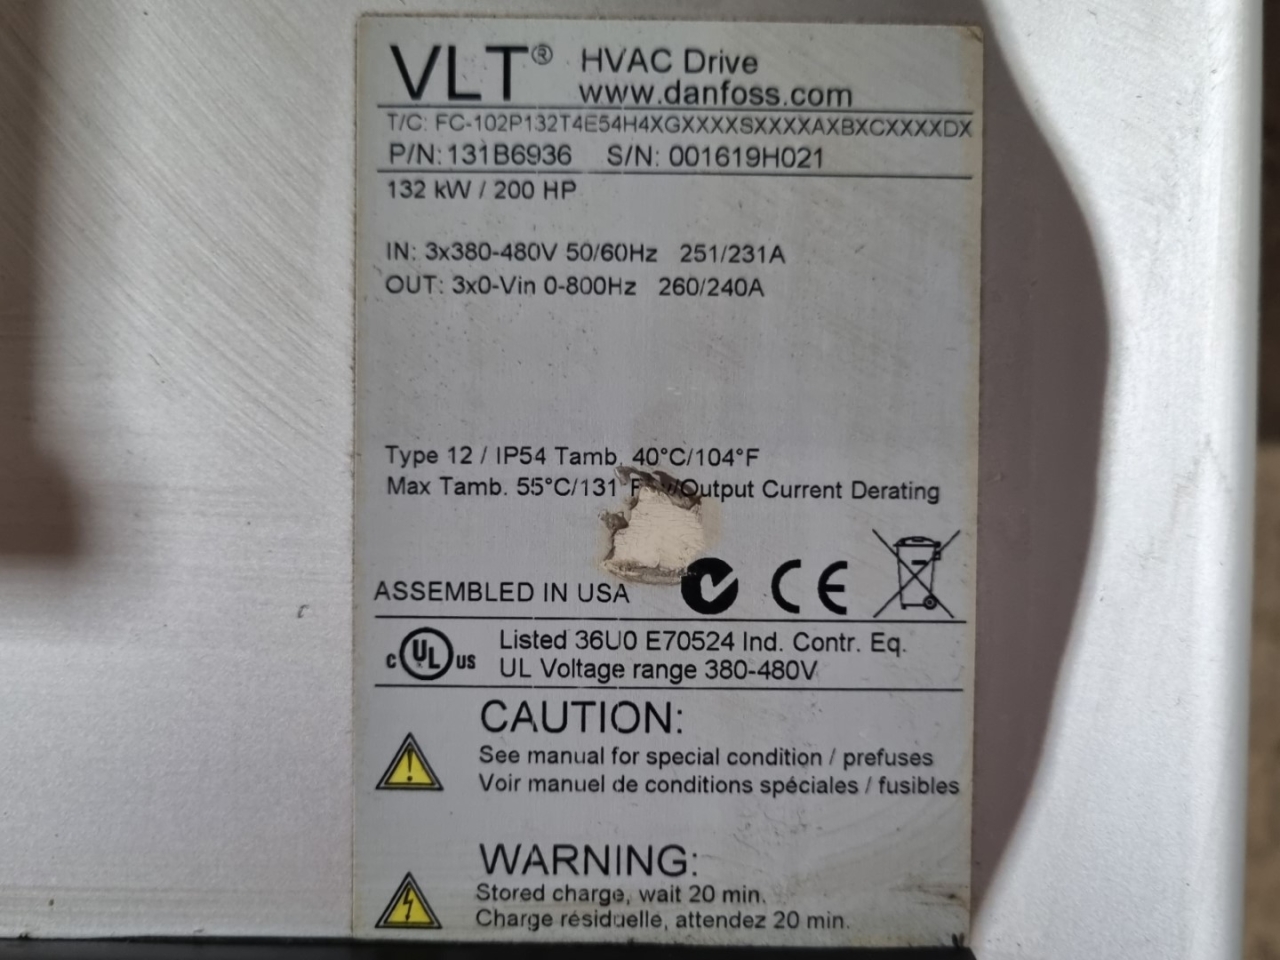 VLT® HVAC Drive
www.danfoss.com
T/C: FC-102P132T4E54H4XGXXXXSXXXXAXBXCXXXXDX
P/N: 131B6936 S/N: 001619H021
132 kW / 200 HP
IN: 3x380-480V 50/60Hz 251/231A
OUT: 3x0-Vin 0-800Hz 260/240A
Type 12 / IP54 Tamb. 40°C/104°F
Max Tamb. 55°C/131 Output Current Derating
ASSEMBLED IN USA
CE
c UL us
Listed 36U0 E70524 Ind. Contr. Eq.
UL Voltage range 380-480V
CAUTION:
See manual for special condition / prefuses
Voir manuel de conditions spéciales / fusibles
WARNING:
Stored charge, wait 20 min.
Charge résiduelle, attendez 20 min.